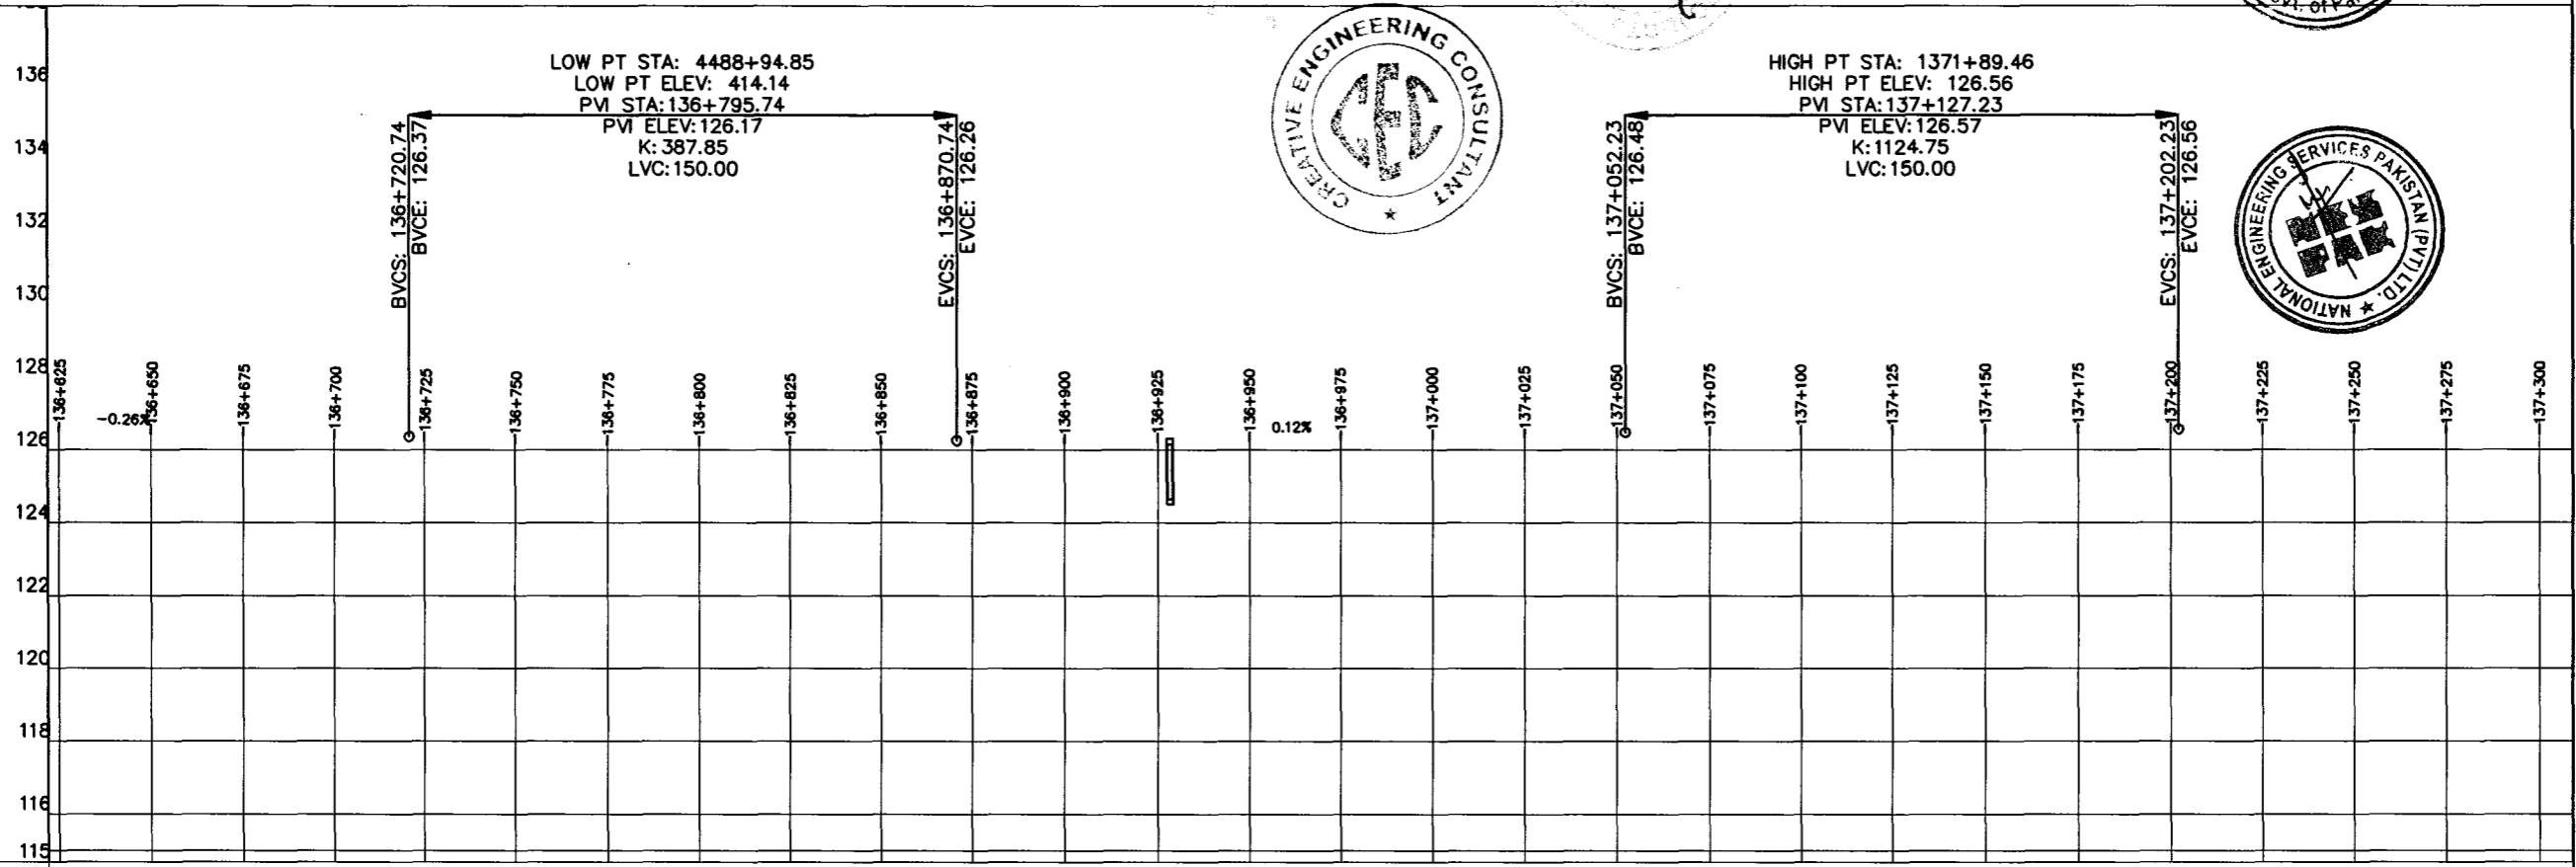 LOW PT STA: 4488+94.85
LOW PT ELEV: 414.14
PVI STA:136+795.74
PVI ELEV:126.17
K:387.85
LVC:150.00
BVCS: 136+720.74
BVCE: 126.37
EVCS: 136+870.74
EVCE: 126.26
CREATIVE ENGINEERING CONSULTANT ★
CEC
HIGH PT STA: 1371+89.46
HIGH PT ELEV: 126.56
PVI STA:137+127.23
PVI ELEV:126.57
K:1124.75
LVC:150.00
BVCS: 137+052.23
BVCE: 126.48
EVCS: 137+202.23
EVCE: 126.56
NATIONAL ENGINEERING SERVICES PAKISTAN (PVT) LTD. ★
136
134
132
130
128
126
124
122
120
118
116
115
-0.26%
0.12%
136+625
136+650
136+675
136+700
136+725
136+750
136+775
136+800
136+825
136+850
136+875
136+900
136+925
136+950
136+975
137+000
137+025
137+050
137+075
137+100
137+125
137+150
137+175
137+200
137+225
137+250
137+275
137+300